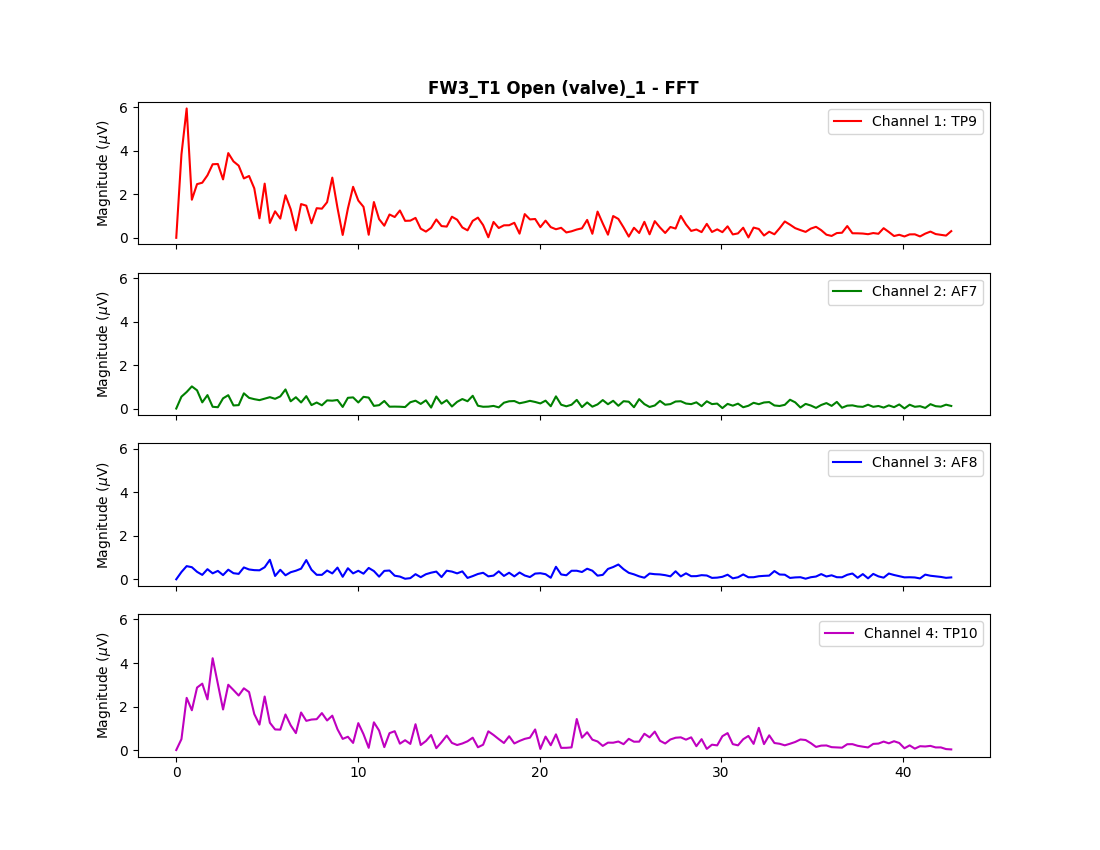 FW3_T1 Open (valve)_1 - FFT
6
4
2
0
Magnitude (μV)
Channel 1: TP9
6
4
2
0
Magnitude (μV)
Channel 2: AF7
6
4
2
0
Magnitude (μV)
Channel 3: AF8
6
4
2
0
Magnitude (μV)
Channel 4: TP10
0 10 20 30 40